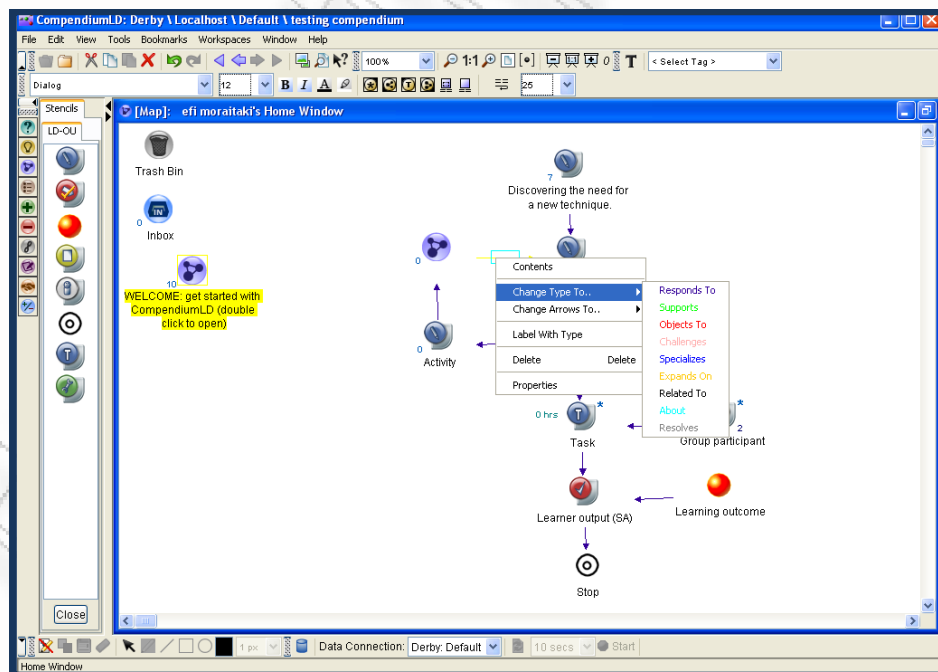 CompendiumLD: Derby \ Localhost \ Default \ testing compendium
File Edit View Tools Bookmarks Workspaces Window Help
100% 1:1 0 T < Select Tag >
Dialog 12 B I A 25
Stencils
LD-OU
[Map]: efi moraitaki's Home Window
Trash Bin
0
Inbox
10
WELCOME: get started with
CompendiumLD (double
click to open)
7
Discovering the need for
a new technique.
0
0
Activity
Contents
Change Type To..
Change Arrows To..
Label With Type
Delete Delete
Properties
Responds To
Supports
Objects To
Challenges
Specializes
Expands On
Related To
About
Resolves
0 hrs T *
Task
*
2
Group participant
Learner output (SA)
Learning outcome
Stop
Close
1 px Data Connection: Derby: Default 10 secs Start
Home Window